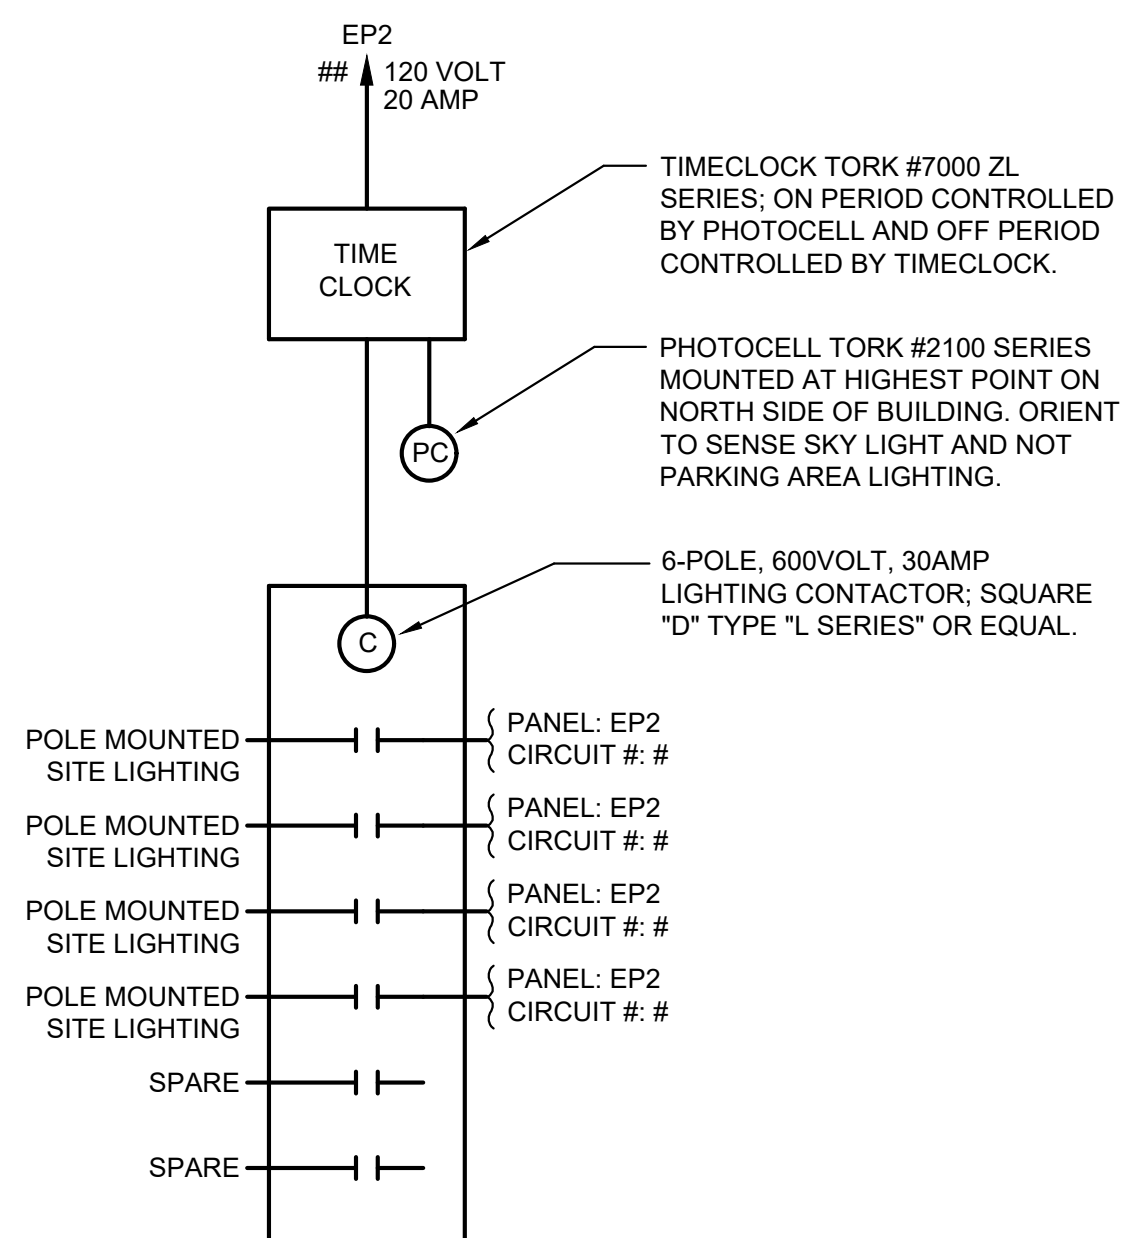 EP2
## 120 VOLT
20 AMP
TIMECLOCK TORK #7000 ZL
SERIES; ON PERIOD CONTROLLED
BY PHOTOCELL AND OFF PERIOD
CONTROLLED BY TIMECLOCK.
TIME
CLOCK
PHOTOCELL TORK #2100 SERIES
MOUNTED AT HIGHEST POINT ON
NORTH SIDE OF BUILDING. ORIENT
TO SENSE SKY LIGHT AND NOT
PARKING AREA LIGHTING.
PC
6-POLE, 600VOLT, 30AMP
LIGHTING CONTACTOR; SQUARE
"D" TYPE "L SERIES" OR EQUAL.
C
POLE MOUNTED
SITE LIGHTING
PANEL: EP2
CIRCUIT #: #
POLE MOUNTED
SITE LIGHTING
PANEL: EP2
CIRCUIT #: #
POLE MOUNTED
SITE LIGHTING
PANEL: EP2
CIRCUIT #: #
POLE MOUNTED
SITE LIGHTING
PANEL: EP2
CIRCUIT #: #
SPARE
SPARE